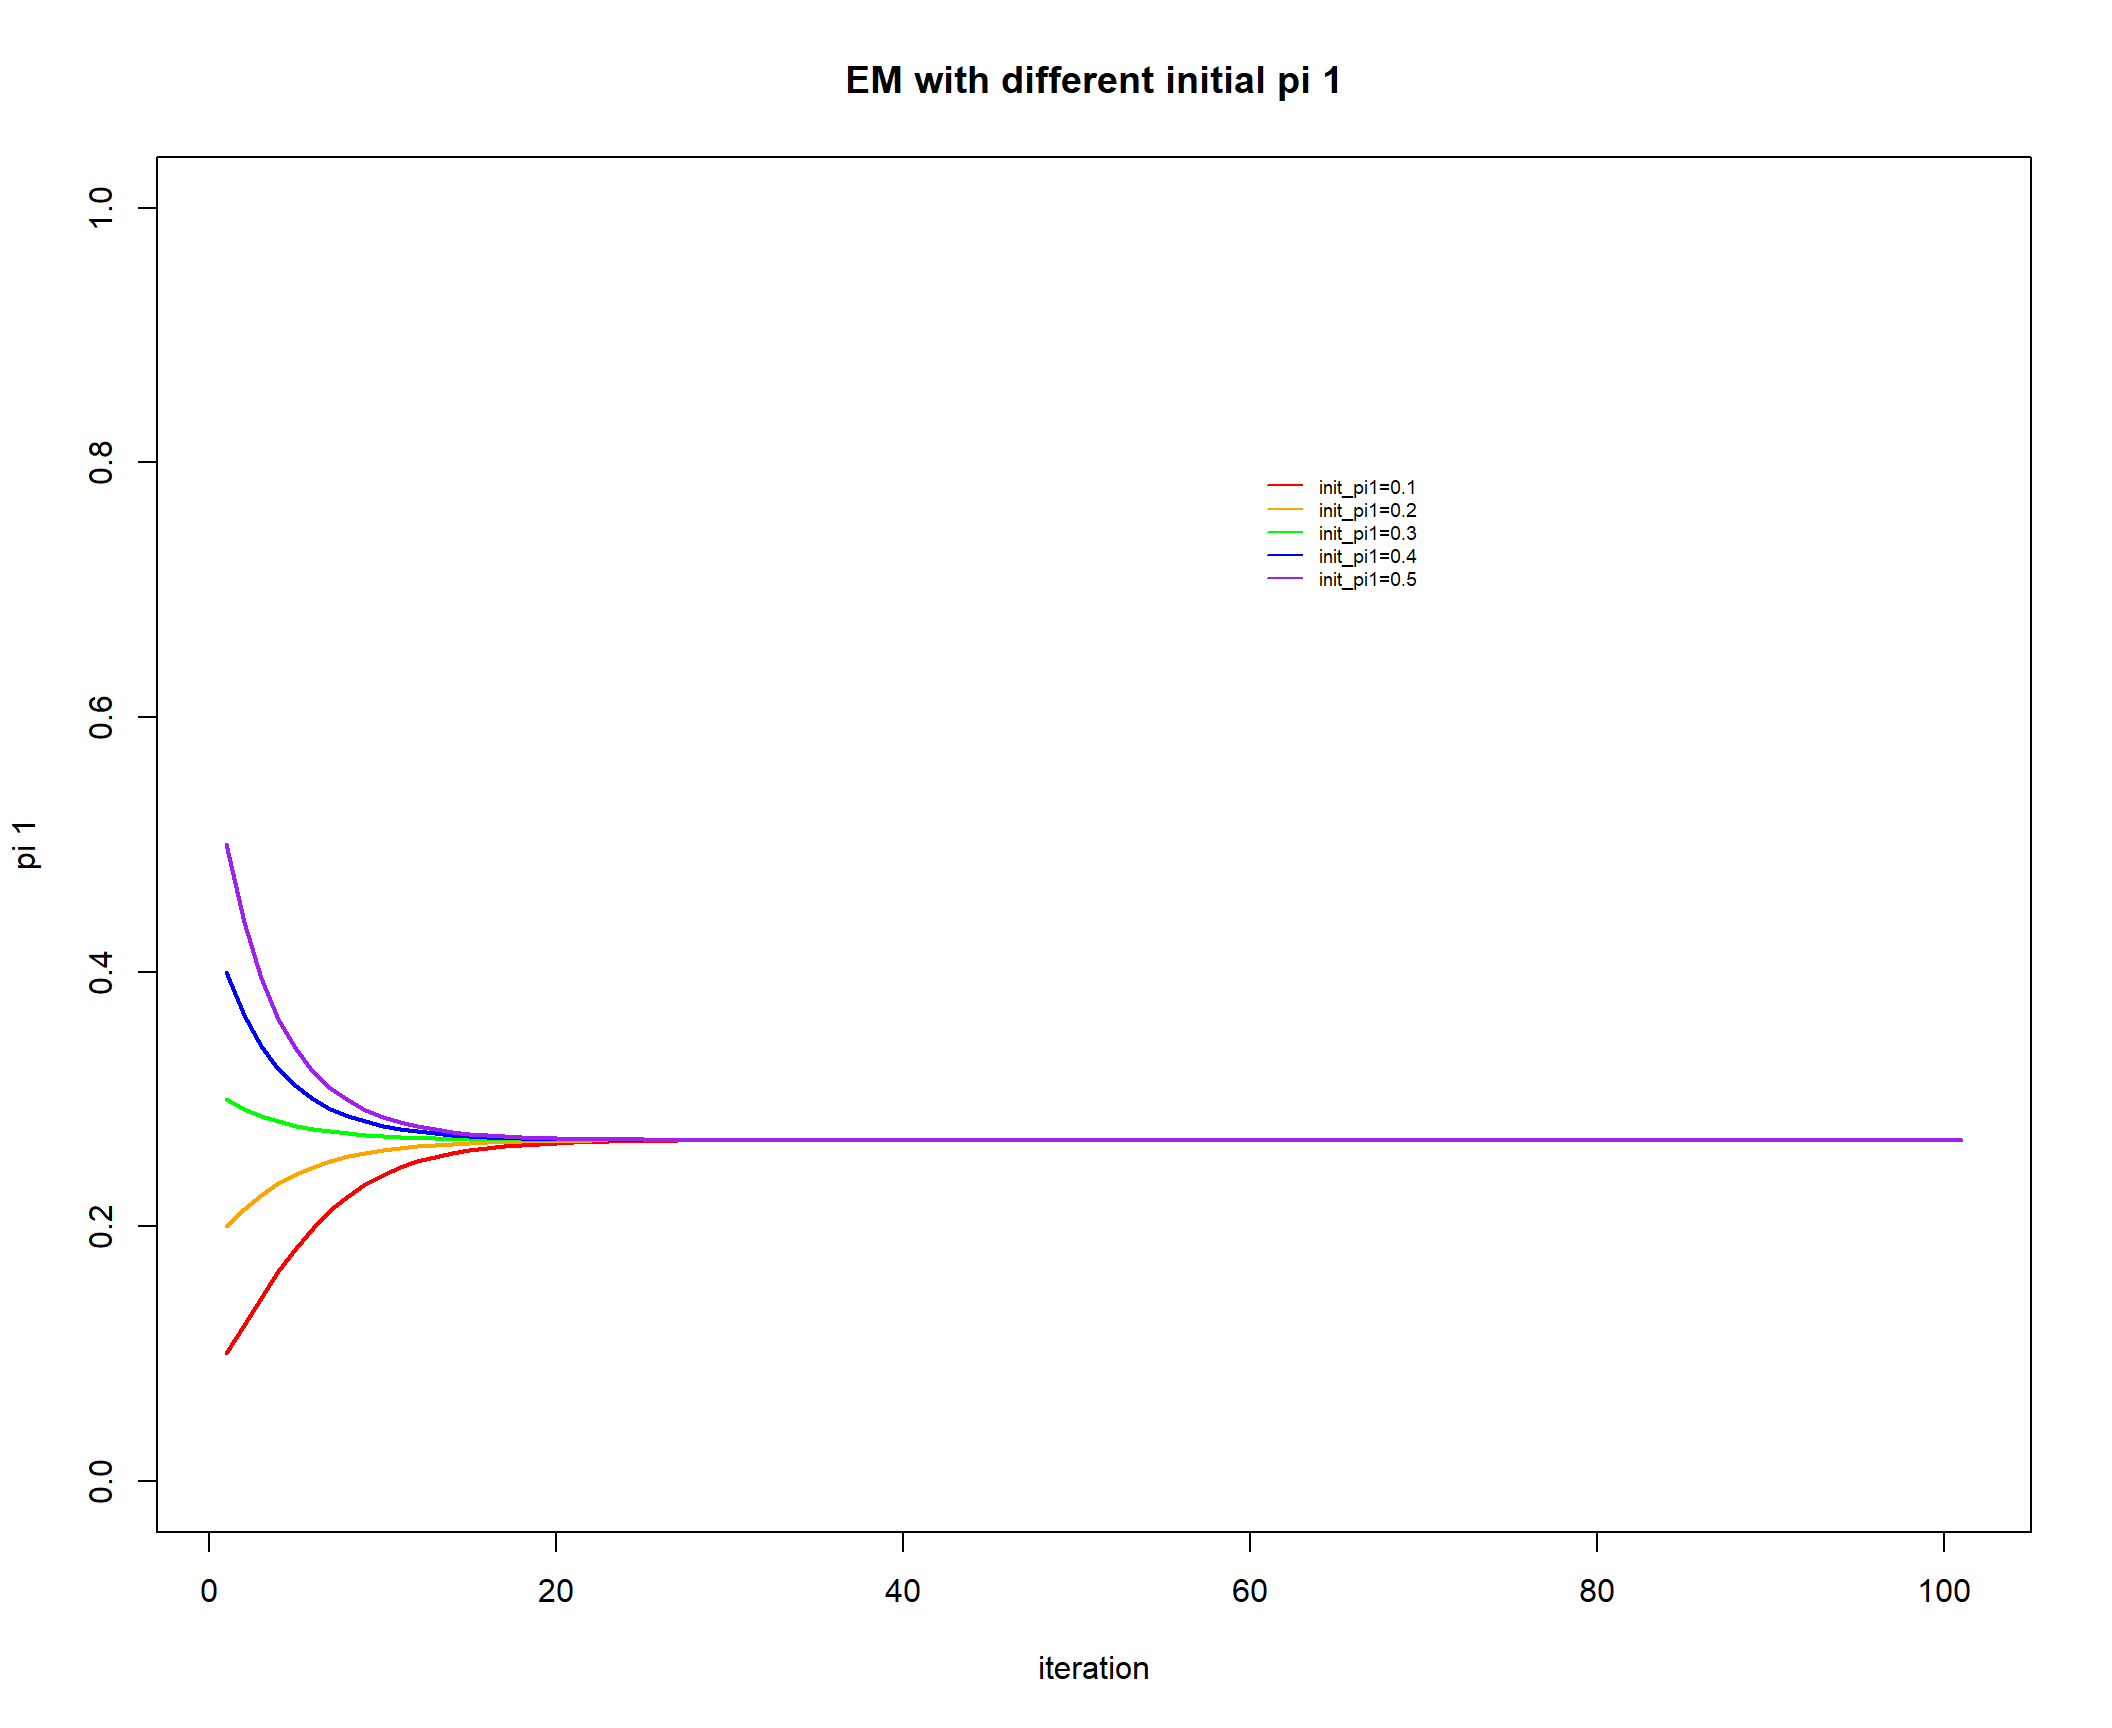 EM with different initial pi 1
1.0
0.8
0.6
0.4
0.2
0.0
pi 1
init_pi1=0.1
init_pi1=0.2
init_pi1=0.3
init_pi1=0.4
init_pi1=0.5
0 20 40 60 80 100
iteration